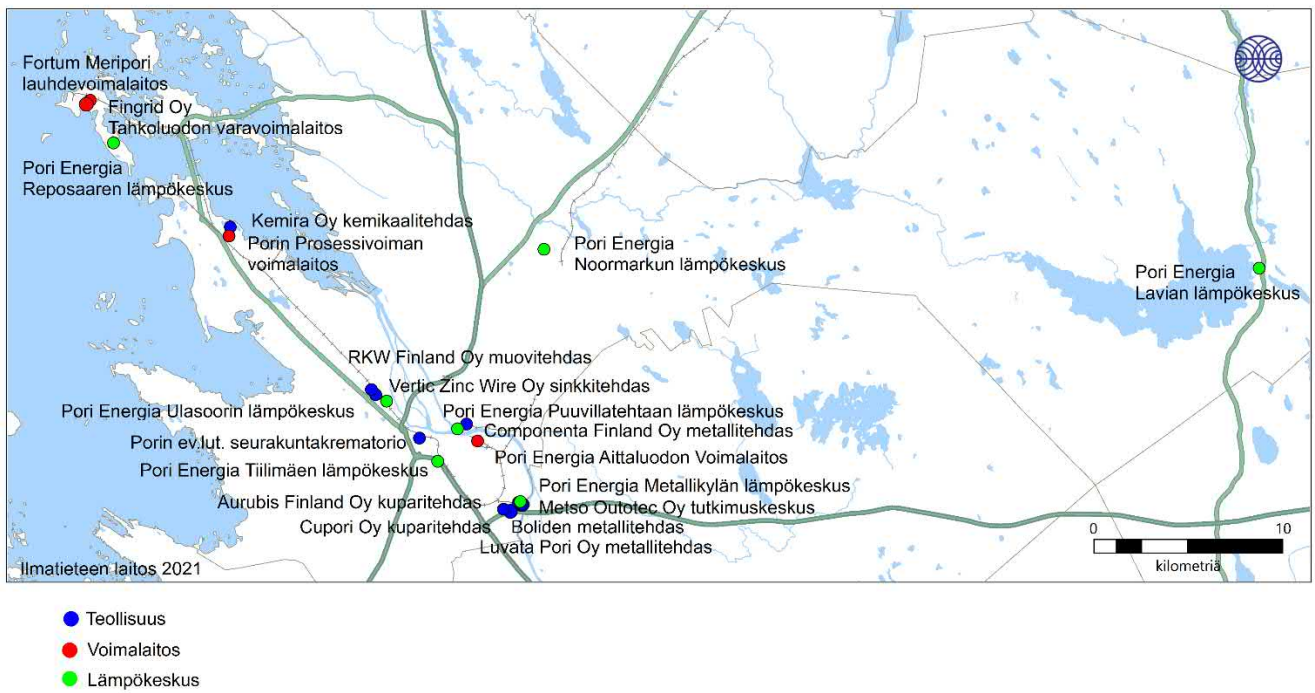 Fortum Meripori
lauhdevoimalaitos
Fingrid Oy
Tahkoluodon varavoimalaitos
Pori Energia
Reposaaren lämpökeskus
Kemira Oy kemikaalitehdas
Porin Prosessivoiman
voimalaitos
Pori Energia
Noormarkun lämpökeskus
Pori Energia
Lavian lämpökeskus
RKW Finland Oy muovitehdas
Vertic Zinc Wire Oy sinkkitehdas
Pori Energia Ulasoorin lämpökeskus
Pori Energia Puuvillatehtaan lämpökeskus
Componenta Finland Oy metallitehdas
Porin ev.lut. seurakuntakrematorio
Pori Energia Aittaluodon Voimalaitos
Pori Energia Tiilimäen lämpökeskus
Pori Energia Metallikylän lämpökeskus
Aurubis Finland Oy kuparitehdas
Metso Outotec Oy tutkimuskeskus
Cupori Oy kuparitehdas
Boliden metallitehdas
Luvata Pori Oy metallitehdas
0 10
kilometriä
Ilmatieteen laitos 2021
Teollisuus
Voimalaitos
Lämpökeskus